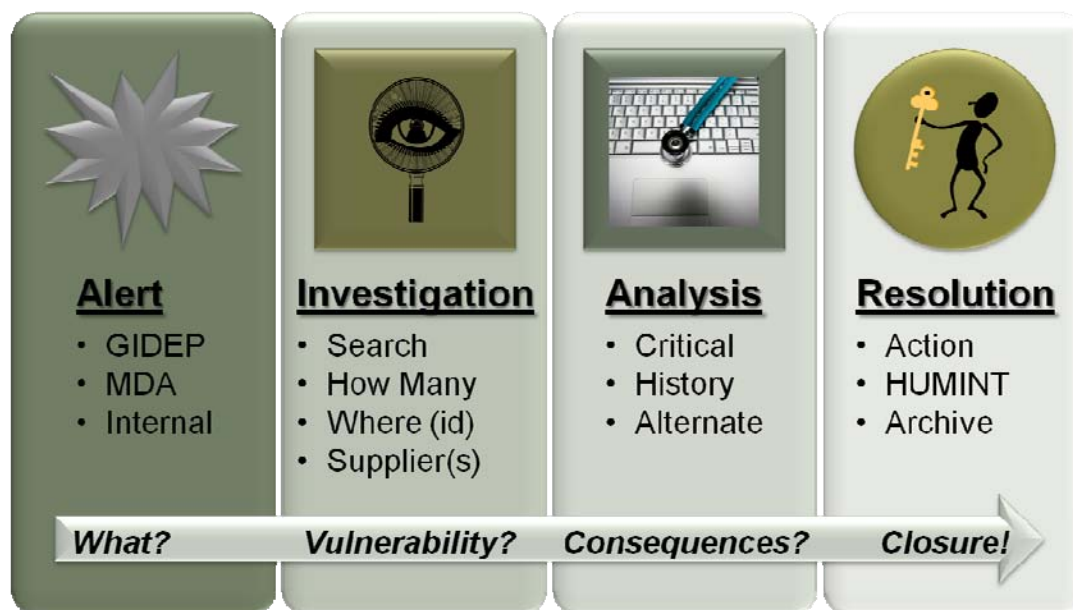 Alert
• GIDEP
• MDA
• Internal
Investigation
• Search
• How Many
• Where (id)
• Supplier(s)
Analysis
• Critical
• History
• Alternate
Resolution
• Action
• HUMINT
• Archive
What? Vulnerability? Consequences? Closure!